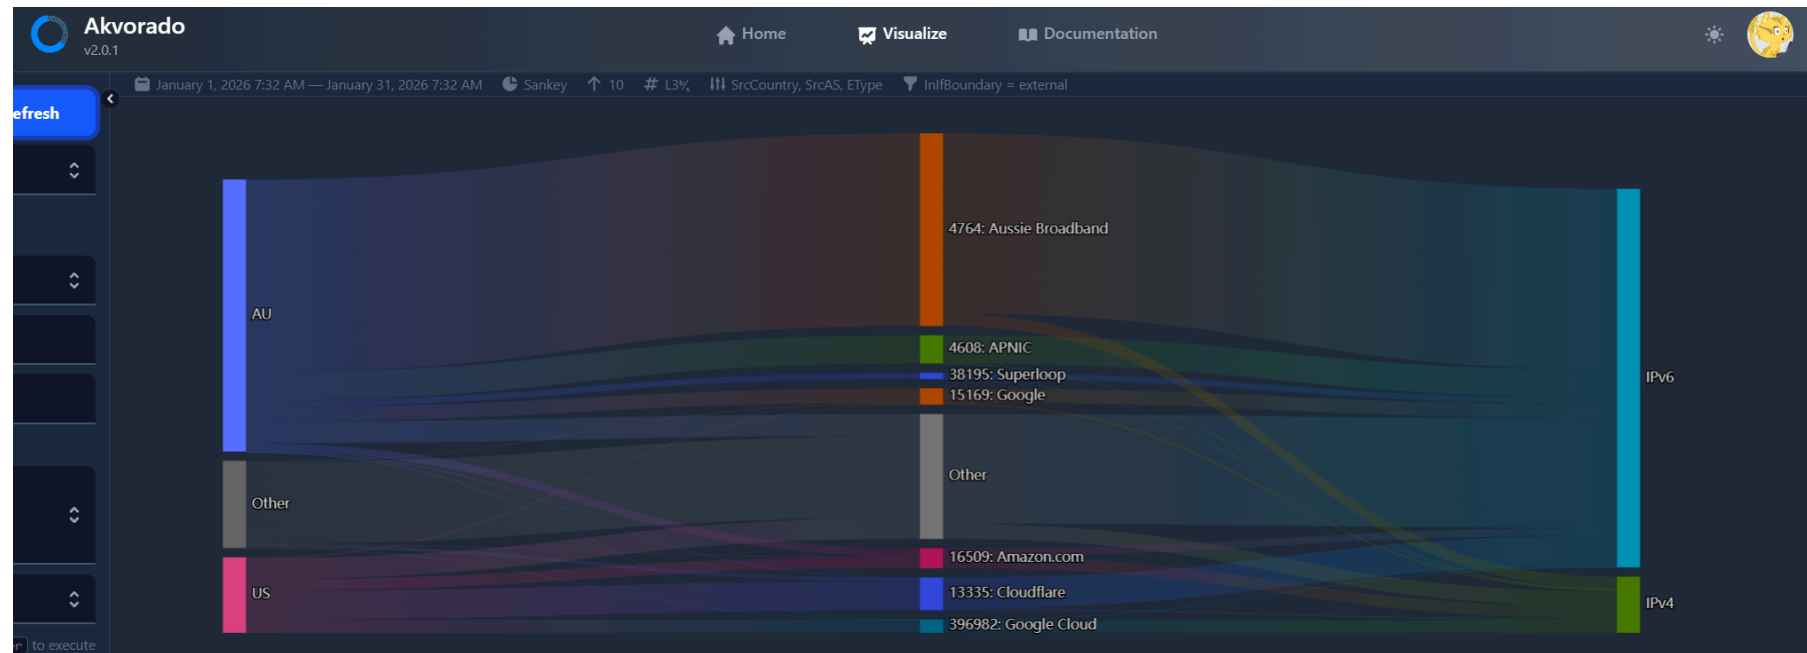 Akvorado
v2.0.1
Home
Visualize
Documentation
January 1, 2026 7:32 AM — January 31, 2026 7:32 AM
Sankey
10
L3ᵇ⁄ₛ
SrcCountry, SrcAS, EType
InIfBoundary = external
efresh
4764: Aussie Broadband
AU
4608: APNIC
38195: Superloop
15169: Google
IPv6
Other
Other
16509: Amazon.com
US
13335: Cloudflare
IPv4
396982: Google Cloud
to execute